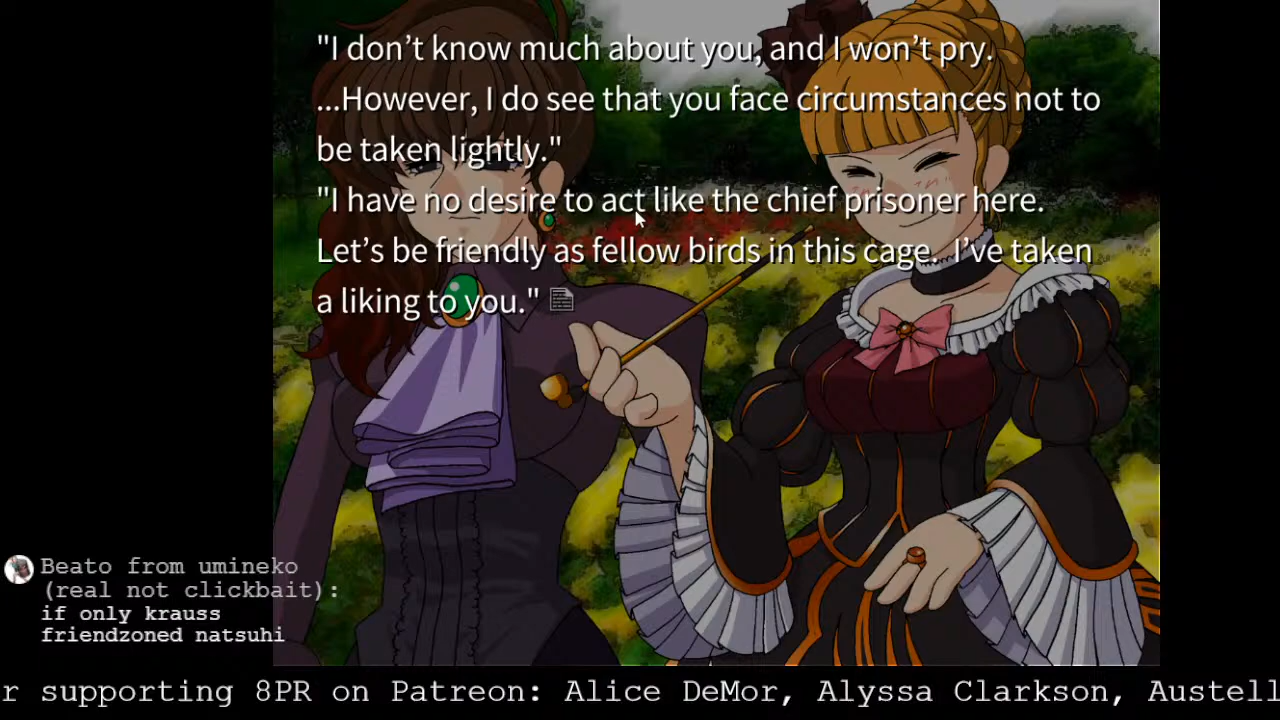 "I don’t know much about you, and I won’t pry.
...However, I do see that you face circumstances not to
be taken lightly."
"I have no desire to act like the chief prisoner here.
Let’s be friendly as fellow birds in this cage.  I’ve taken
a liking to you."
Beato from umineko
(real not clickbait):
if only krauss
friendzoned natsuhi
r supporting 8PR on Patreon: Alice DeMor, Alyssa Clarkson, Austell